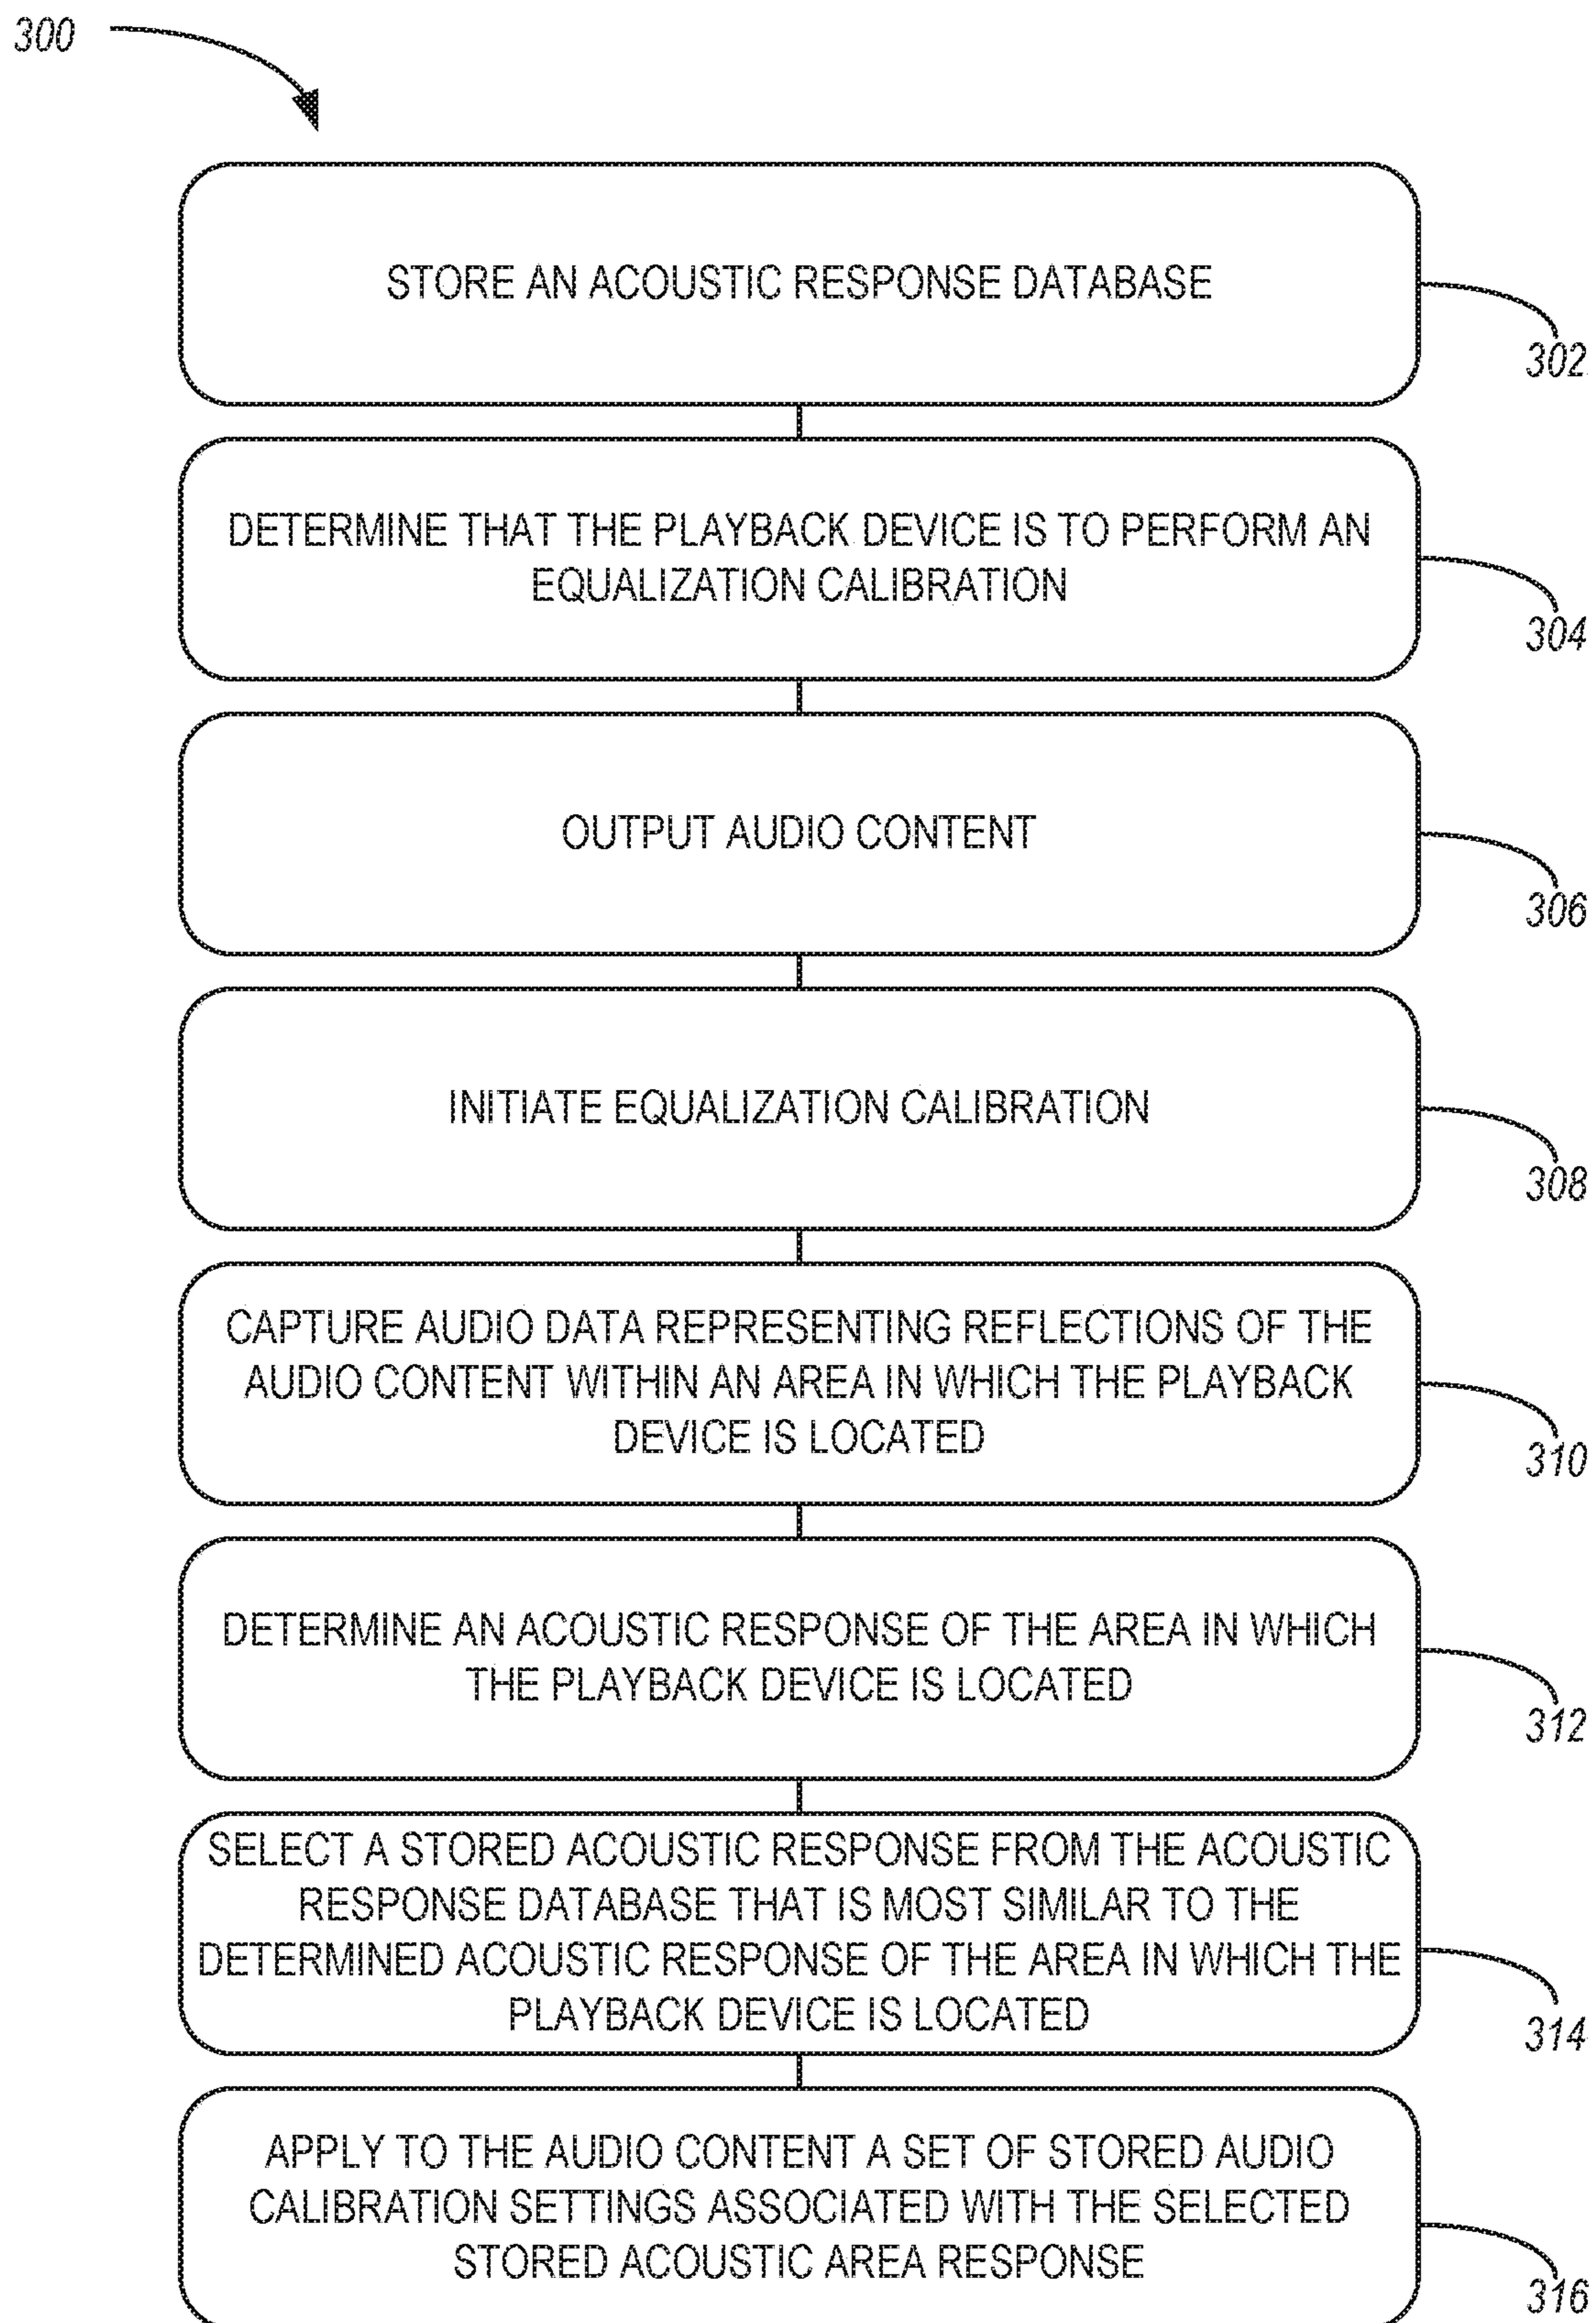 300
STORE AN ACOUSTIC RESPONSE DATABASE
302
DETERMINE THAT THE PLAYBACK DEVICE IS TO PERFORM AN
EQUALIZATION CALIBRATION
304
OUTPUT AUDIO CONTENT
306
INITIATE EQUALIZATION CALIBRATION
308
CAPTURE AUDIO DATA REPRESENTING REFLECTIONS OF THE
AUDIO CONTENT WITHIN AN AREA IN WHICH THE PLAYBACK
DEVICE IS LOCATED
310
DETERMINE AN ACOUSTIC RESPONSE OF THE AREA IN WHICH
THE PLAYBACK DEVICE IS LOCATED
312
SELECT A STORED ACOUSTIC RESPONSE FROM THE ACOUSTIC
RESPONSE DATABASE THAT IS MOST SIMILAR TO THE
DETERMINED ACOUSTIC RESPONSE OF THE AREA IN WHICH THE
PLAYBACK DEVICE IS LOCATED
314
APPLY TO THE AUDIO CONTENT A SET OF STORED AUDIO
CALIBRATION SETTINGS ASSOCIATED WITH THE SELECTED
STORED ACOUSTIC AREA RESPONSE
316